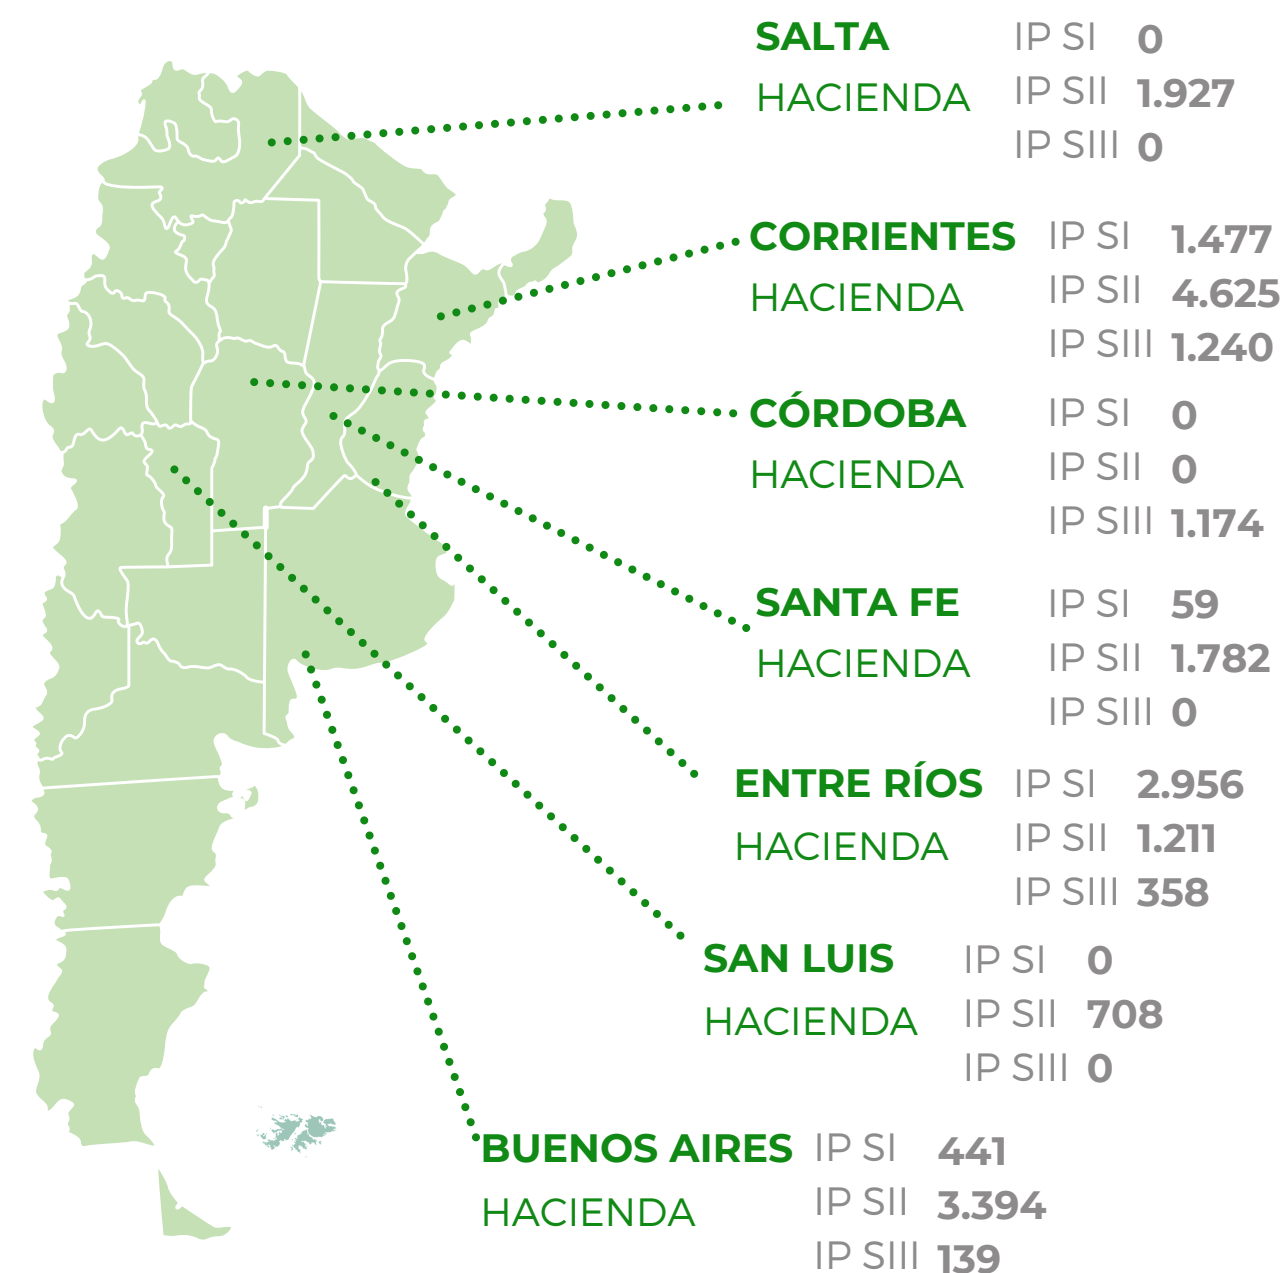 SALTA
HACIENDA
IP SI 0
IP SII 1.927
IP SIII 0
CORRIENTES
HACIENDA
IP SI 1.477
IP SII 4.625
IP SIII 1.240
CÓRDOBA
HACIENDA
IP SI 0
IP SII 0
IP SIII 1.174
SANTA FE
HACIENDA
IP SI 59
IP SII 1.782
IP SIII 0
ENTRE RÍOS
HACIENDA
IP SI 2.956
IP SII 1.211
IP SIII 358
SAN LUIS
HACIENDA
IP SI 0
IP SII 708
IP SIII 0
BUENOS AIRES
HACIENDA
IP SI 441
IP SII 3.394
IP SIII 139